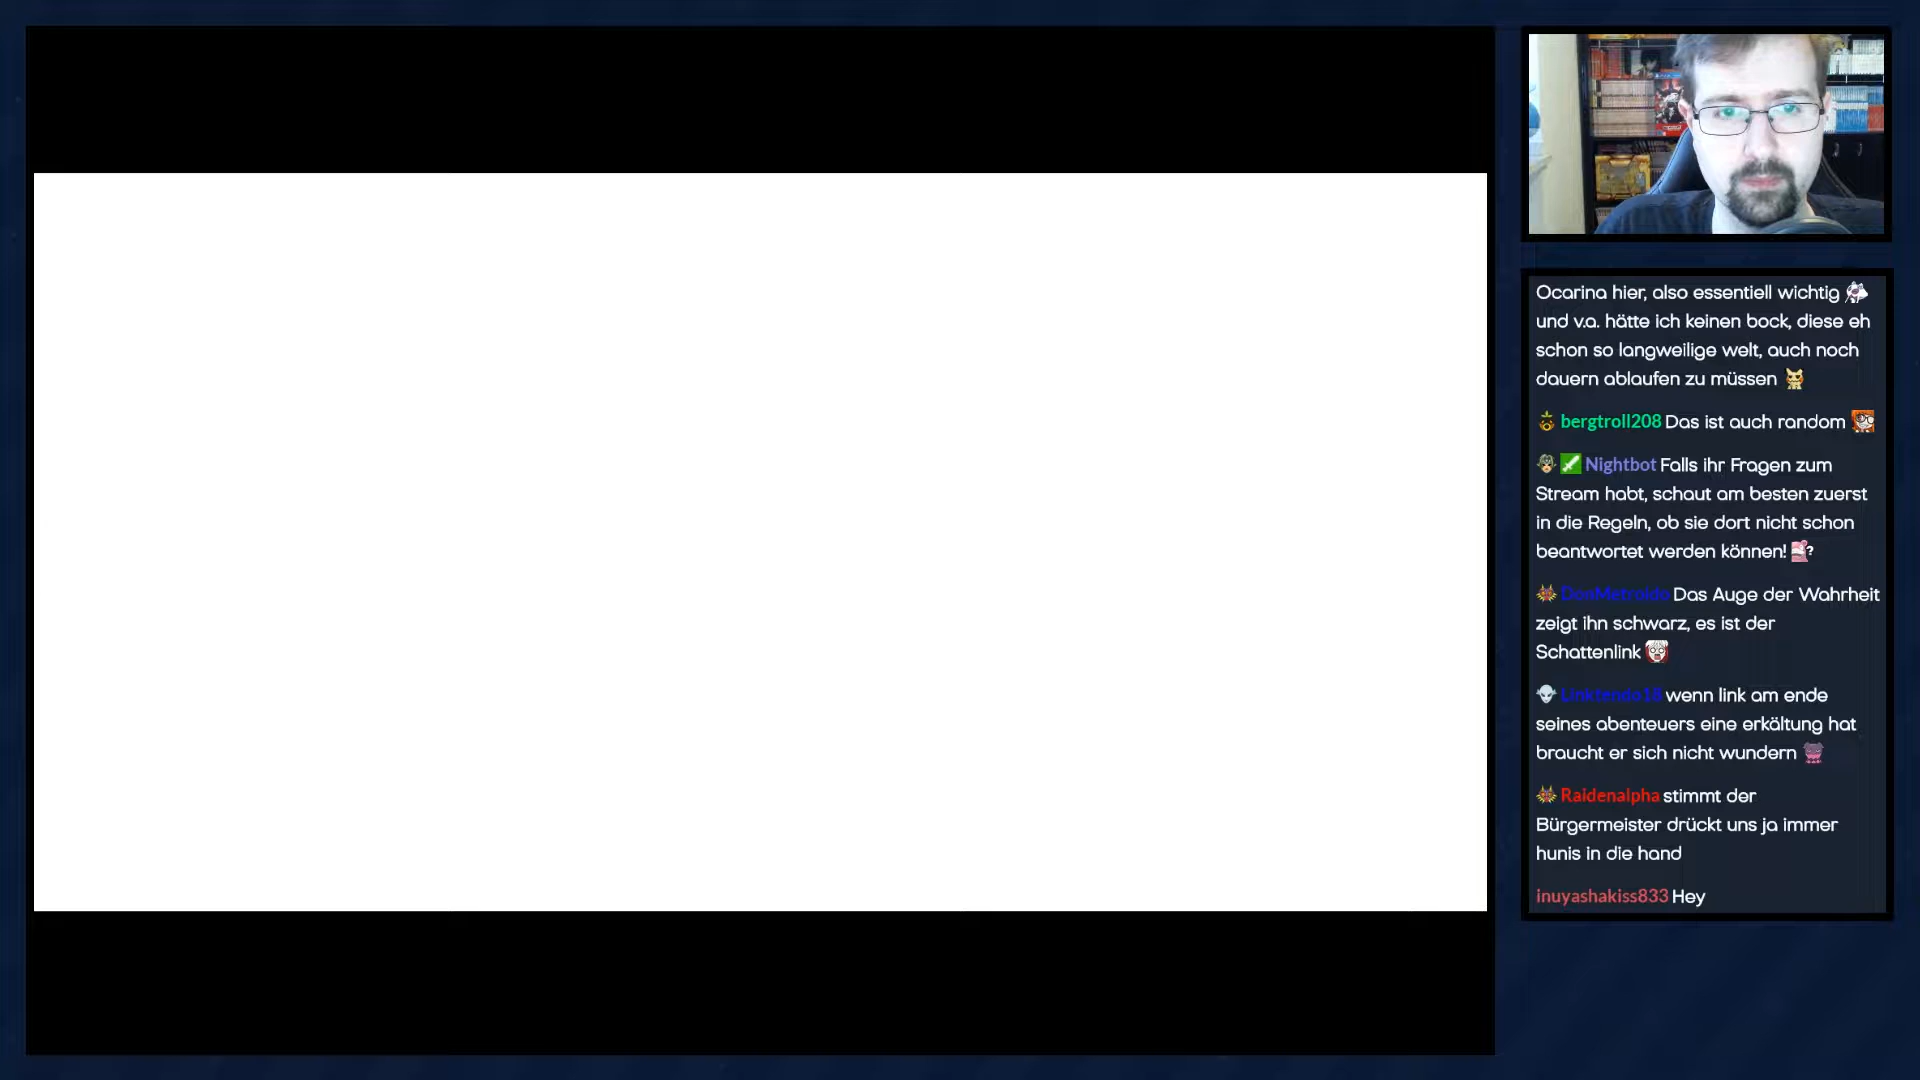 Ocarina hier, also essentiell wichtig
und v.a. hätte ich keinen bock, diese eh
schon so langweilige welt, auch noch
dauern ablaufen zu müssen
bergtroll208 Das ist auch random
Nightbot Falls ihr Fragen zum
Stream habt, schaut am besten zuerst
in die Regeln, ob sie dort nicht schon
beantwortet werden können! ?
DonMetroido Das Auge der Wahrheit
zeigt ihn schwarz, es ist der
Schattenlink
Linktendo18 wenn link am ende
seines abenteuers eine erkältung hat
braucht er sich nicht wundern
Raidenalpha stimmt der
Bürgermeister drückt uns ja immer
hunis in die hand
inuyashakiss833 Hey